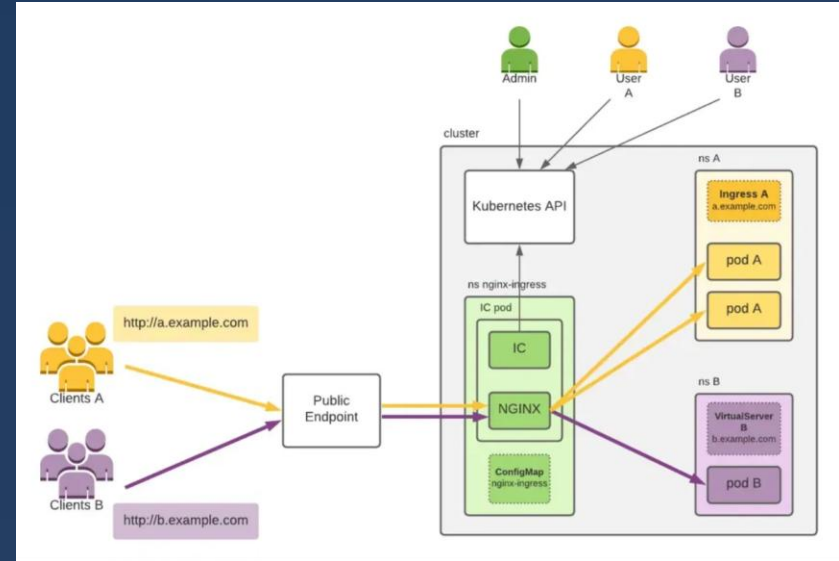 Admin
User
A
User
B
cluster
ns A
Ingress A
a.example.com
Kubernetes API
pod A
ns nginx-ingress
IC pod
pod A
http://a.example.com
IC
Clients A
Public
Endpoint
NGINX
ns B
VirtualServer
B
b.example.com
ConfigMap
nginx-ingress
pod B
Clients B
http://b.example.com